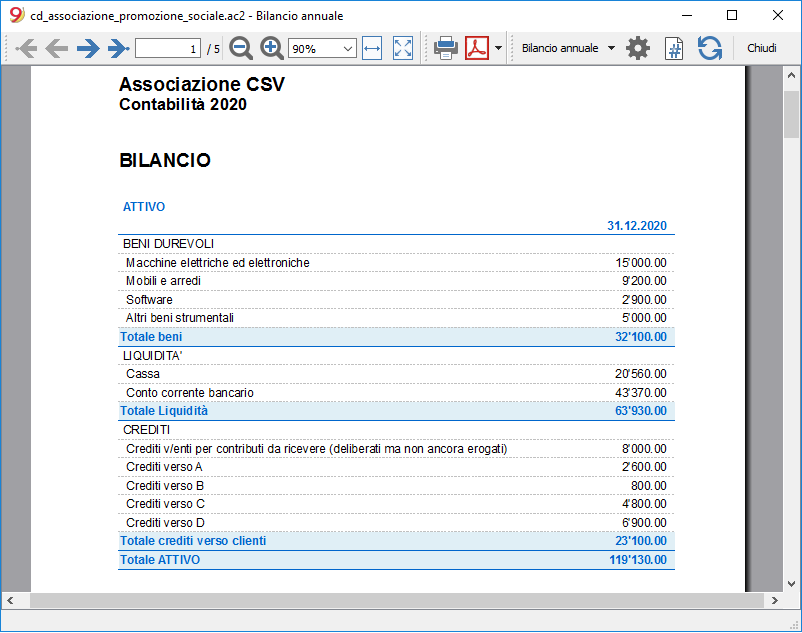 cd_associazione_promozione_sociale.ac2 - Bilancio annuale
1 / 5 90% Bilancio annuale Chiudi
Associazione CSV
Contabilità 2020
BILANCIO
ATTIVO
31.12.2020
BENI DUREVOLI
Macchine elettriche ed elettroniche 15'000.00
Mobili e arredi 9'200.00
Software 2'900.00
Altri beni strumentali 5'000.00
Totale beni 32'100.00
LIQUIDITA'
Cassa 20'560.00
Conto corrente bancario 43'370.00
Totale Liquidità 63'930.00
CREDITI
Crediti v/enti per contributi da ricevere (deliberati ma non ancora erogati) 8'000.00
Crediti verso A 2'600.00
Crediti verso B 800.00
Crediti verso C 4'800.00
Crediti verso D 6'900.00
Totale crediti verso clienti 23'100.00
Totale ATTIVO 119'130.00